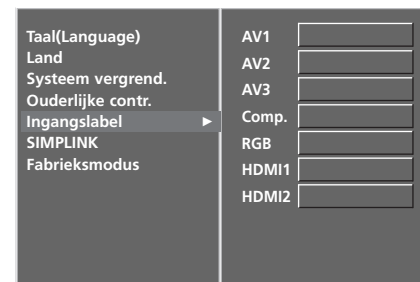 Taal(Language)
Land
Systeem vergrend.
Ouderlijke contr.
Ingangslabel ►
SIMPLINK
Fabrieksmodus
AV1
AV2
AV3
Comp.
RGB
HDMI1
HDMI2